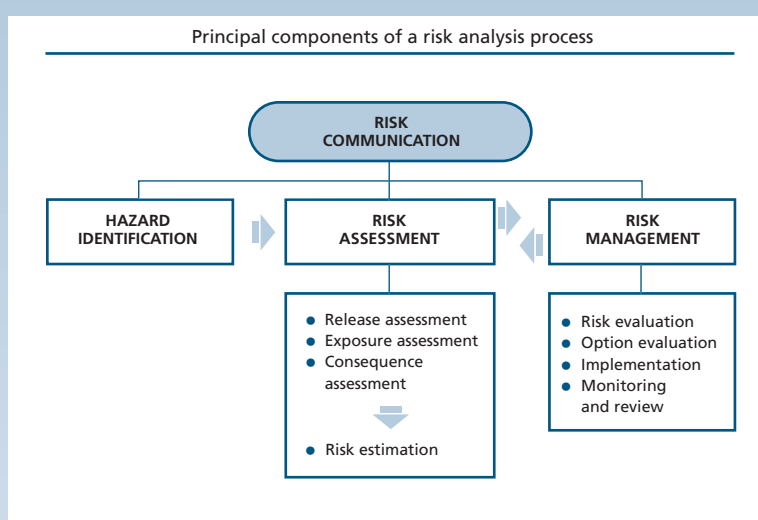 Principal components of a risk analysis process
RISK
COMMUNICATION
HAZARD
IDENTIFICATION
RISK
ASSESSMENT
RISK
MANAGEMENT
● Release assessment
● Exposure assessment
● Consequence
assessment
● Risk estimation
● Risk evaluation
● Option evaluation
● Implementation
● Monitoring
and review